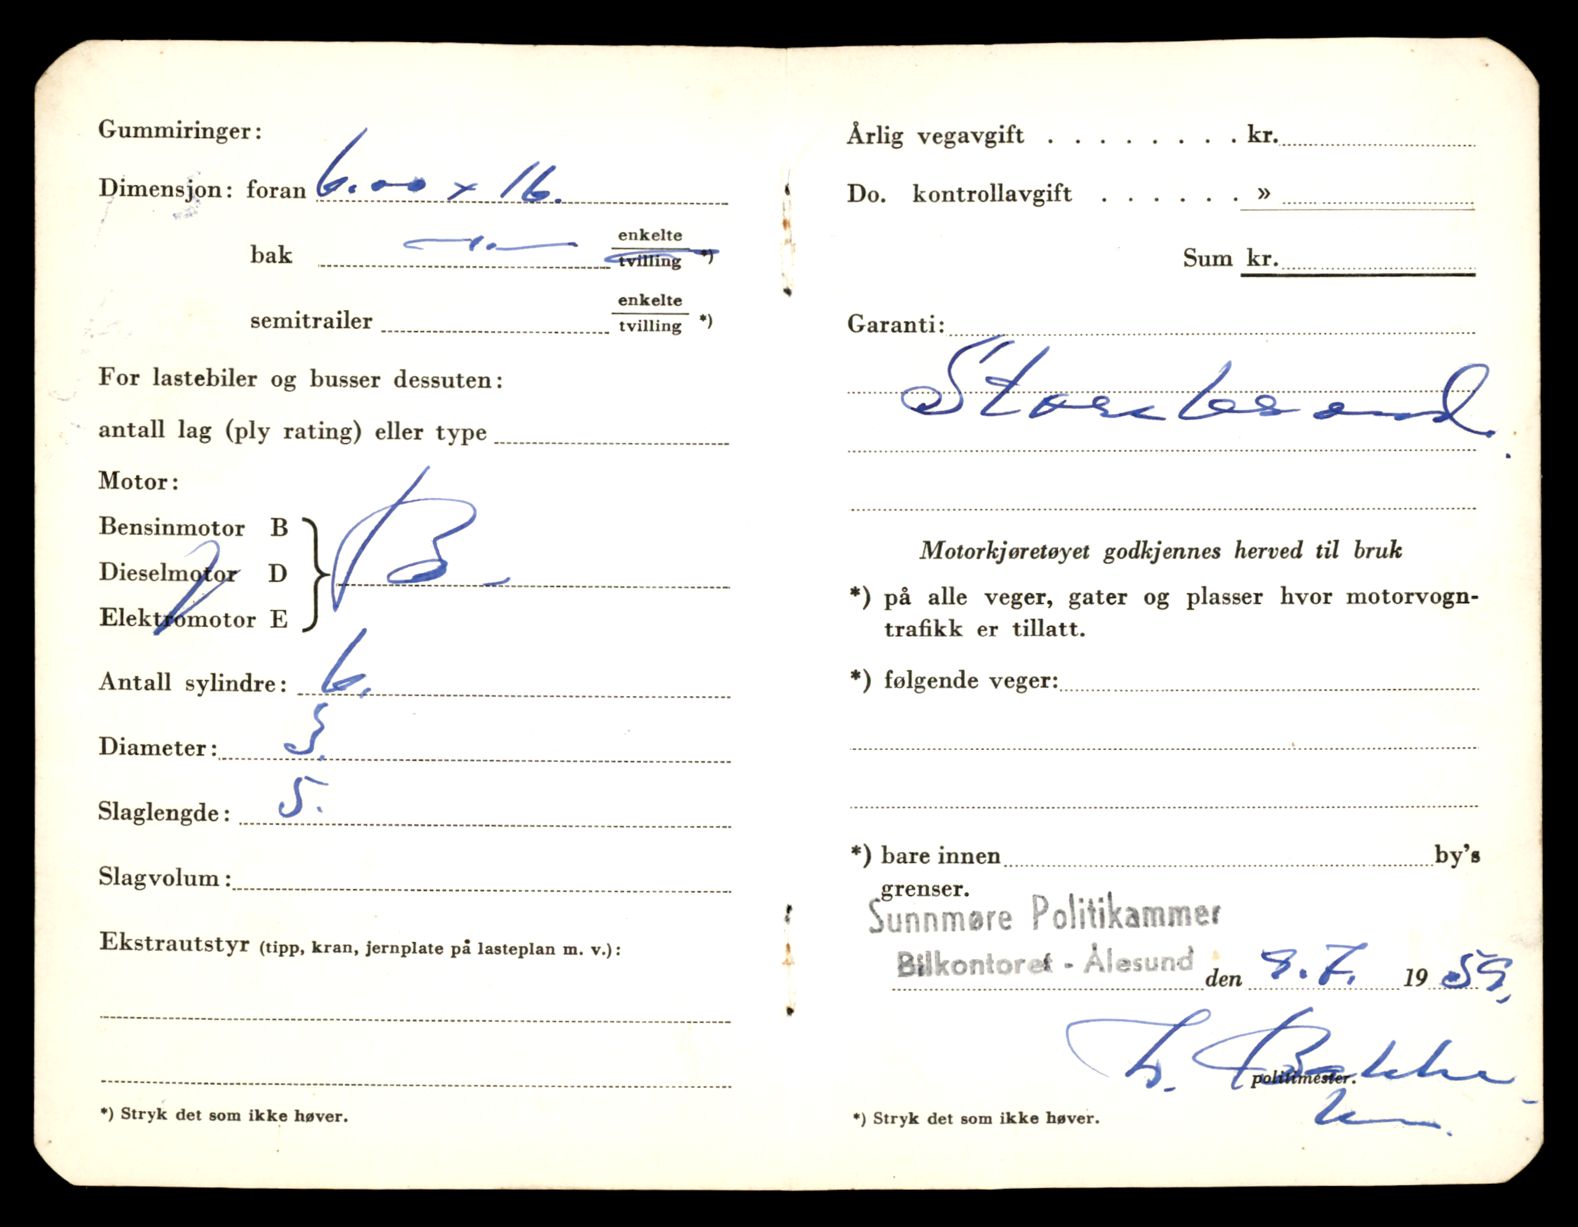 Gummiringer:
Dimensjon: foran 6.00 x 16.
bak —"— enkelte
tvilling *)
semitrailer enkelte
tvilling *)
For lastebiler og busser dessuten:
antall lag (ply rating) eller type
Motor:
Bensinmotor B
Dieselmotor D
Elektromotor E
B
Antall sylindre: 6.
Diameter: 3.
Slaglengde: 5.
Slagvolum:
Ekstrautstyr (tipp, kran, jernplate på lasteplan m. v.):
*) Stryk det som ikke høver.
Årlig vegavgift . . . . . . . . kr.
Do. kontrollavgift . . . . . . »
Sum kr.
Garanti:
Storebrand.
Motorkjøretøyet godkjennes herved til bruk
*) på alle veger, gater og plasser hvor motorvogn-
trafikk er tillatt.
*) følgende veger:
*) bare innen by's
grenser.
Sunnmøre Politikammer
Bilkontoret - Ålesund den 8.7. 19 59.
Bakke
politimester.
*) Stryk det som ikke høver.